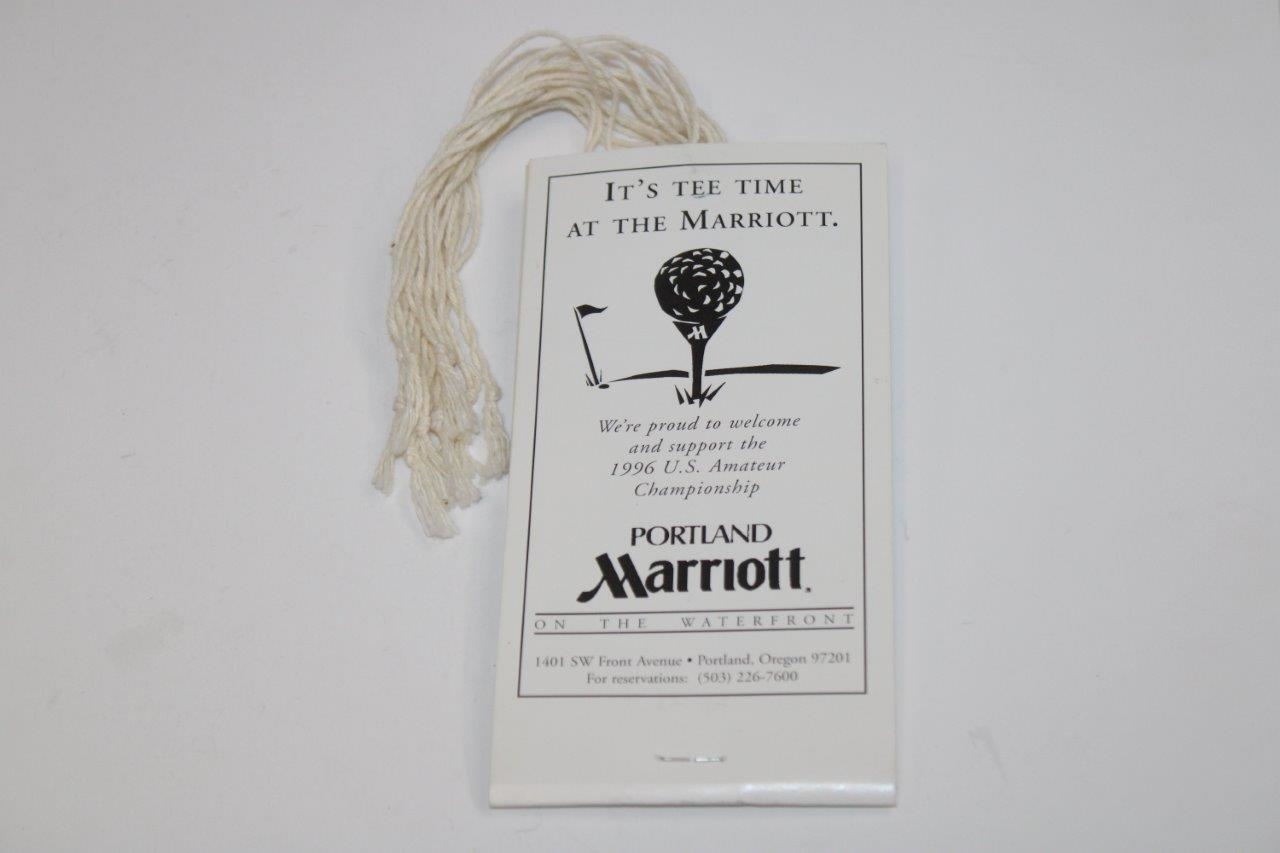 IT'S TEE TIME
AT THE MARRIOTT.
M
We're proud to welcome
and support the
1996 U.S. Amateur
Championship
PORTLAND
Marriott.
ON THE WATERFRONT
1401 SW Front Avenue • Portland, Oregon 97201
For reservations: (503) 226-7600